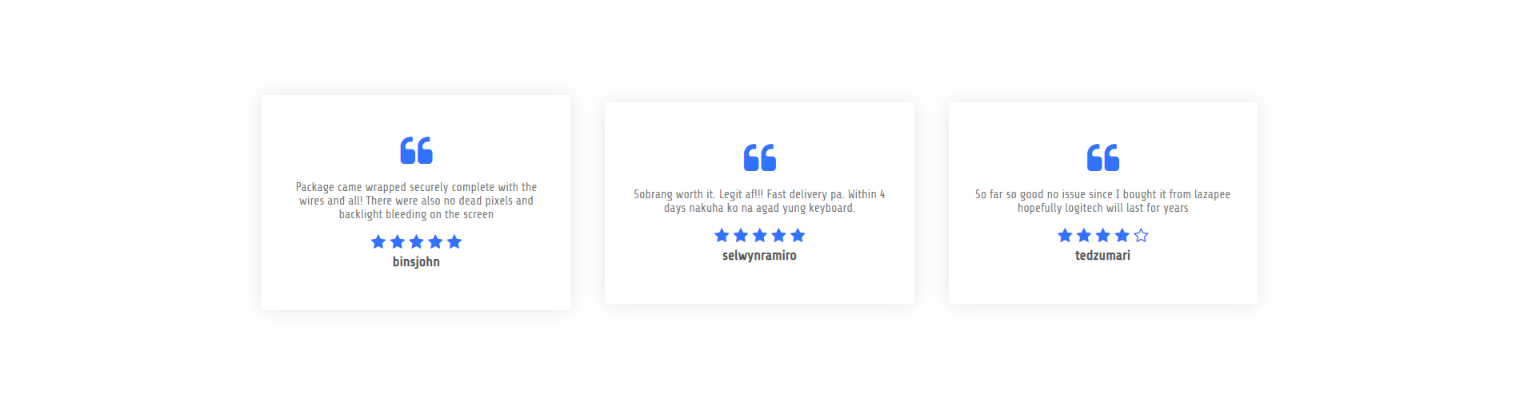 Package came wrapped securely complete with the
wires and all! There were also no dead pixels and
backlight bleeding on the screen
binsjohn
Sobrang worth it. Legit af!!! Fast delivery pa. Within 4
days nakuha ko na agad yung keyboard.
selwynramiro
So far so good no issue since I bought it from lazapee
hopefully logitech will last for years
tedzumari